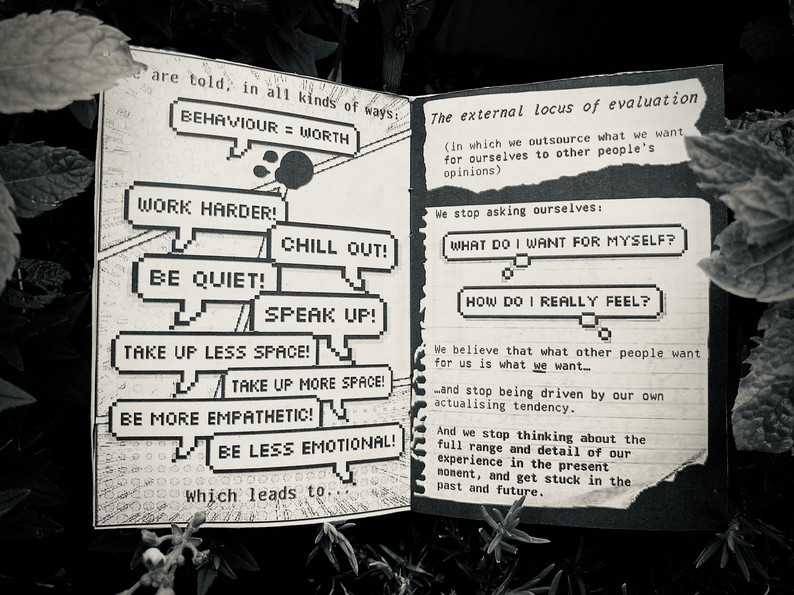 are told, in all kinds of ways:
BEHAVIOUR = WORTH
WORK HARDER!
CHILL OUT!
BE QUIET!
SPEAK UP!
TAKE UP LESS SPACE!
TAKE UP MORE SPACE!
BE MORE EMPATHETIC!
BE LESS EMOTIONAL!
Which leads to...
The external locus of evaluation
(in which we outsource what we want
for ourselves to other people's
opinions)
We stop asking ourselves:
WHAT DO I WANT FOR MYSELF?
HOW DO I REALLY FEEL?
We believe that what other people want
for us is what we want…
…and stop being driven by our own
actualising tendency.
And we stop thinking about the
full range and detail of our
experience in the present
moment, and get stuck in the
past and future.